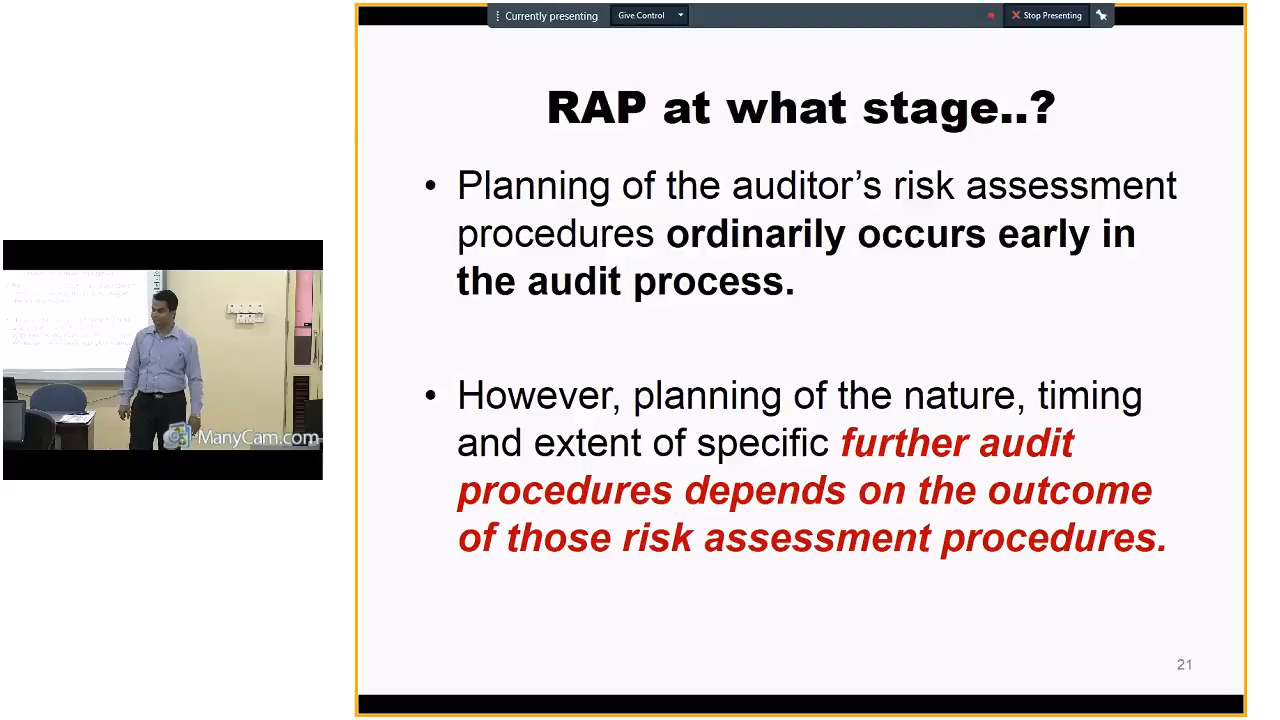 Currently presenting
Give Control
Stop Presenting
RAP at what stage..?
• Planning of the auditor’s risk assessment
procedures ordinarily occurs early in
the audit process.
• However, planning of the nature, timing
and extent of specific further audit
procedures depends on the outcome
of those risk assessment procedures.
21
ManyCam.com